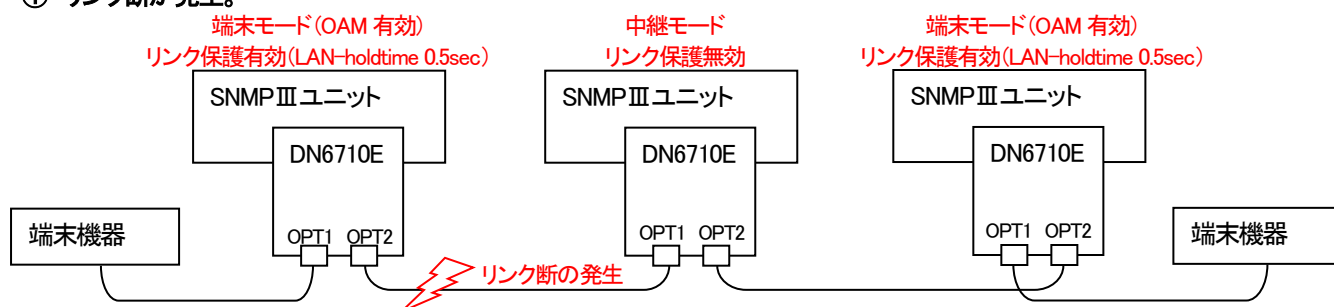 ① リンク断が発生。
端末モード(OAM 有効)
リンク保護有効(LAN-holdtime 0.5sec)
中継モード
リンク保護無効
端末モード(OAM 有効)
リンク保護有効(LAN-holdtime 0.5sec)
SNMPⅢユニット
SNMPⅢユニット
SNMPⅢユニット
DN6710E
DN6710E
DN6710E
端末機器
OPT1 OPT2
OPT1 OPT2
OPT1 OPT2
端末機器
リンク断の発生